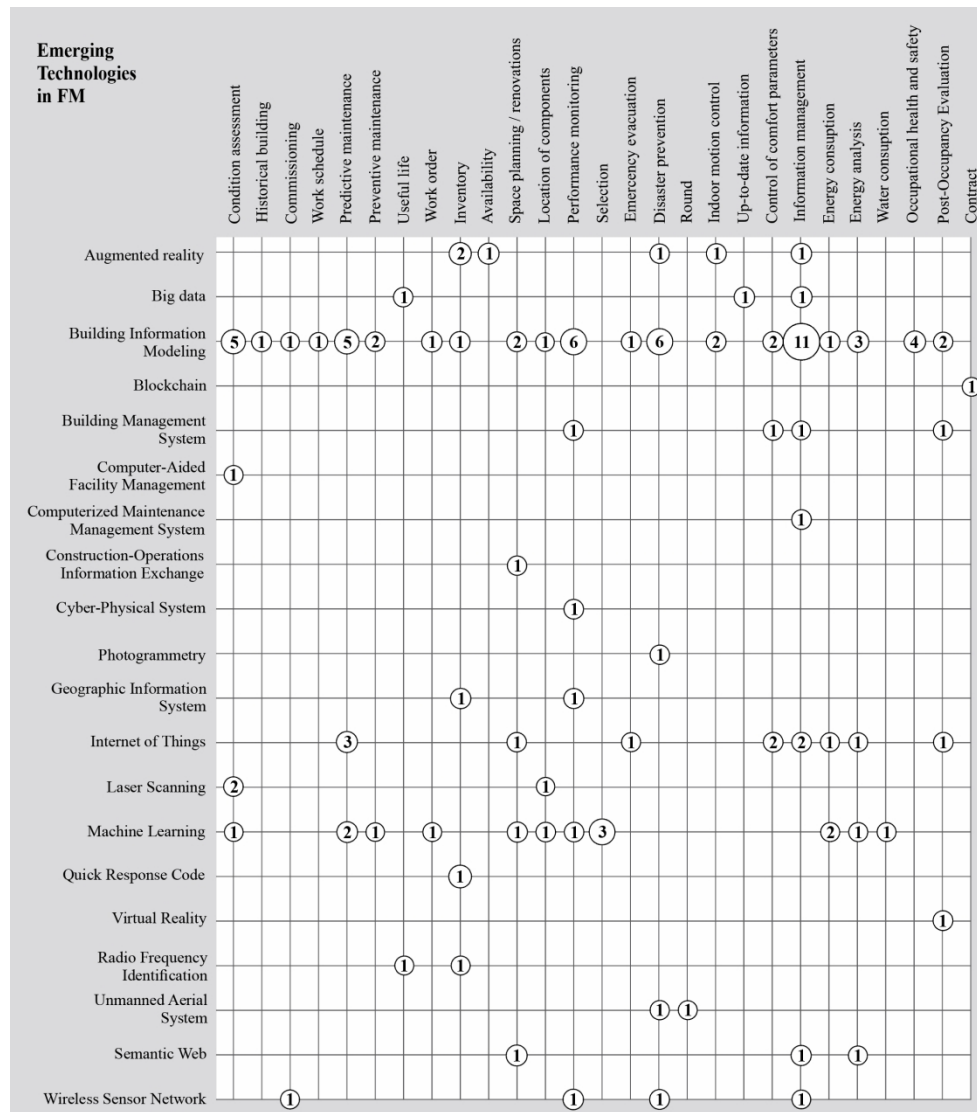 Emerging
Technologies
in FM
Condition assessment
Historical building
Commissioning
Work schedule
Predictive maintenance
Preventive maintenance
Useful life
Work order
Inventory
Availability
Space planning / renovations
Location of components
Performance monitoring
Selection
Emercency evacuation
Disaster prevention
Round
Indoor motion control
Up-to-date information
Control of comfort parameters
Information management
Energy consuption
Energy analysis
Water consuption
Occupational health and safety
Post-Occupancy Evaluation
Contract
Augmented reality 2 1 1 1 1
Big data 1 1 1
Building Information
Modeling 5 1 1 1 5 2 1 1 2 1 6 1 6 2 2 11 1 3 4 2
Blockchain 1
Building Management
System 1 1 1 1
Computer-Aided
Facility Management 1
Computerized Maintenance
Management System 1
Construction-Operations
Information Exchange 1
Cyber-Physical System 1
Photogrammetry 1
Geographic Information
System 1 1
Internet of Things 3 1 1 2 2 1 1 1
Laser Scanning 2 1
Machine Learning 1 2 1 1 1 1 1 3 2 1 1
Quick Response Code 1
Virtual Reality 1
Radio Frequency
Identification 1 1
Unmanned Aerial
System 1 1
Semantic Web 1 1 1
Wireless Sensor Network 1 1 1 1